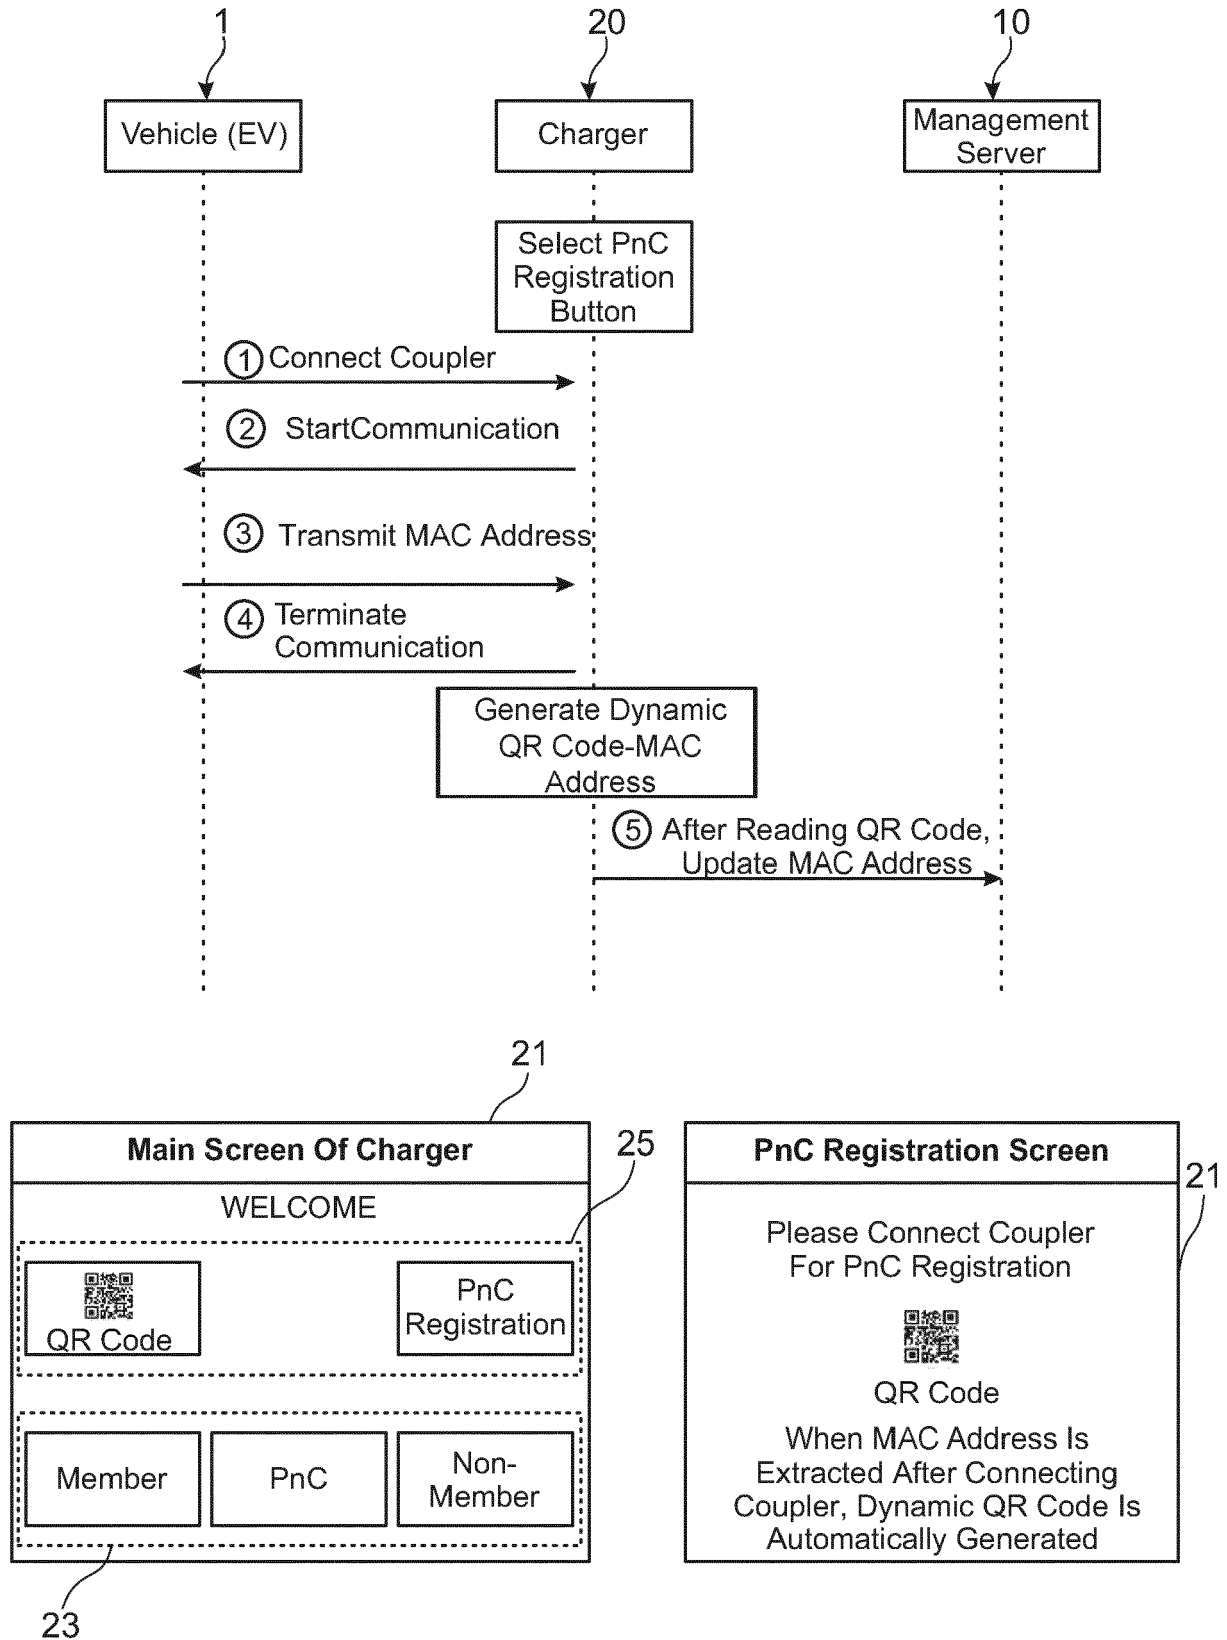 1
20
10
Vehicle (EV)
Charger
Management
Server
Select PnC
Registration
Button
① Connect Coupler
② StartCommunication
③ Transmit MAC Address
④ Terminate
Communication
Generate Dynamic
QR Code-MAC
Address
⑤ After Reading QR Code,
Update MAC Address
21
Main Screen Of Charger
25
WELCOME
QR Code
PnC
Registration
Member
PnC
Non-
Member
23
PnC Registration Screen
21
Please Connect Coupler
For PnC Registration
QR Code
When MAC Address Is
Extracted After Connecting
Coupler, Dynamic QR Code Is
Automatically Generated